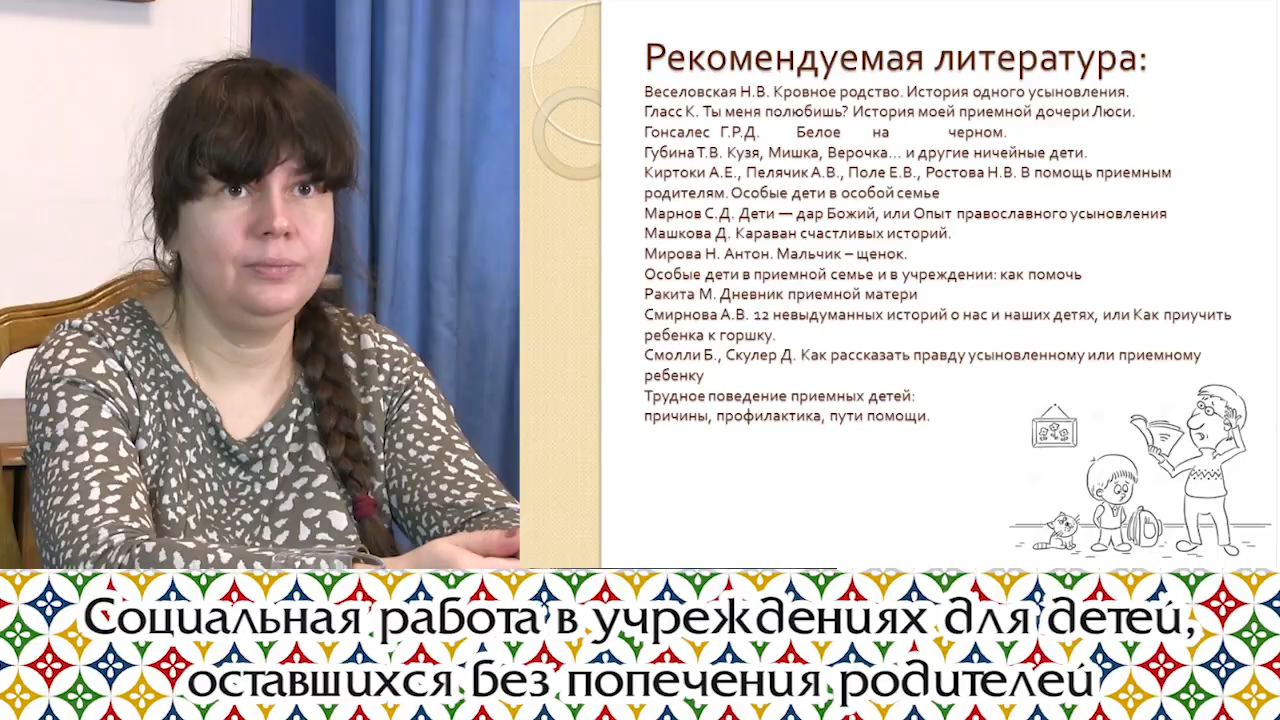 Рекомендуемая литература:
Веселовская Н.В. Кровное родство. История одного усыновления.
Гласс К. Ты меня полюбишь? История моей приемной дочери Люси.
Гонсалес Г.Р.Д. Белое на черном.
Губина Т.В. Кузя, Мишка, Верочка... и другие ничейные дети.
Киртоки А.Е., Пелячик А.В., Поле Е.В., Ростова Н.В. В помощь приемным
родителям. Особые дети в особой семье
Марнов С.Д. Дети — дар Божий, или Опыт православного усыновления
Машкова Д. Караван счастливых историй.
Мирова Н. Антон. Мальчик – щенок.
Особые дети в приемной семье и в учреждении: как помочь
Ракита М. Дневник приемной матери
Смирнова А.В. 12 невыдуманных историй о нас и наших детях, или Как приучить
ребенка к горшку.
Смолли Б., Скулер Д. Как рассказать правду усыновленному или приемному
ребенку
Трудное поведение приемных детей:
причины, профилактика, пути помощи.
Социальная работа в учреждениях для детей,
оставшихся без попечения родителей